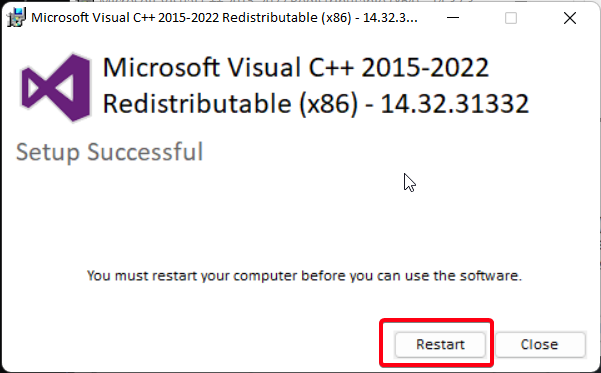 Microsoft Visual C++ 2015-2022 Redistributable (x86) - 14.32.3...
Microsoft Visual C++ 2015-2022
Redistributable (x86) - 14.32.31332
Setup Successful
You must restart your computer before you can use the software.
Restart
Close